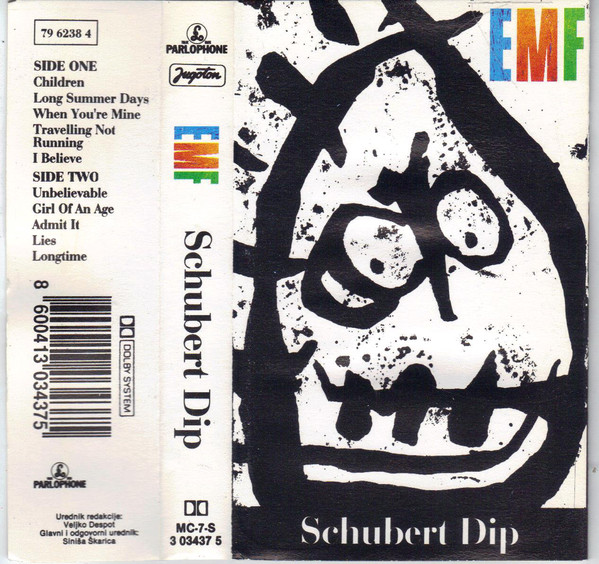 79 6238 4
SIDE ONE
Children
Long Summer Days
When You're Mine
Travelling Not
Running
I Believe
SIDE TWO
Unbelievable
Girl Of An Age
Admit It
Lies
Longtime
8 600413 034375
DOLBY SYSTEM
PARLOPHONE
Urednik redakcije:
Veljko Despot
Glavni i odgovorni urednik:
Siniša Škarica
PARLOPHONE
Jugoton
EMF
Schubert Dip
MC-7-S
3 03437 5
EMF
Schubert Dip